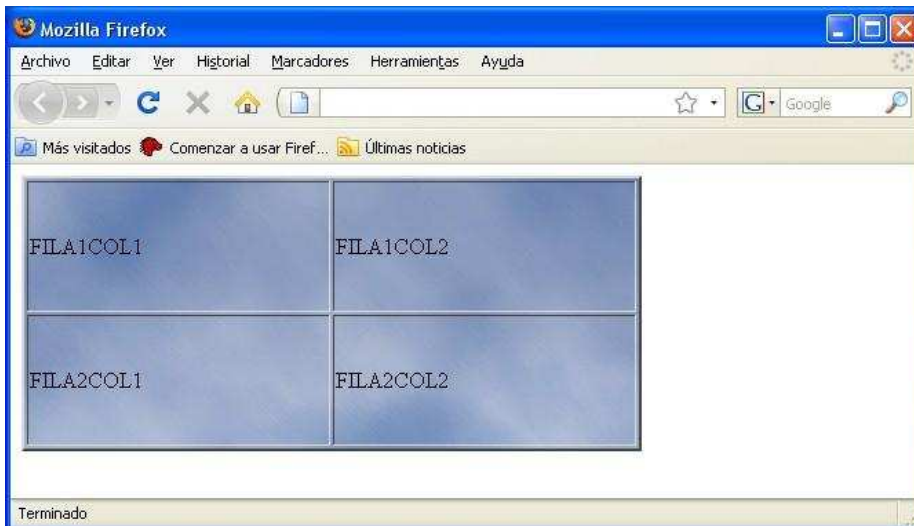 Mozilla Firefox
Archivo Editar Ver Historial Marcadores Herramientas Ayuda
G Google
Más visitados Comenzar a usar Firef... Últimas noticias
FILA1COL1 FILA1COL2
FILA2COL1 FILA2COL2
Terminado